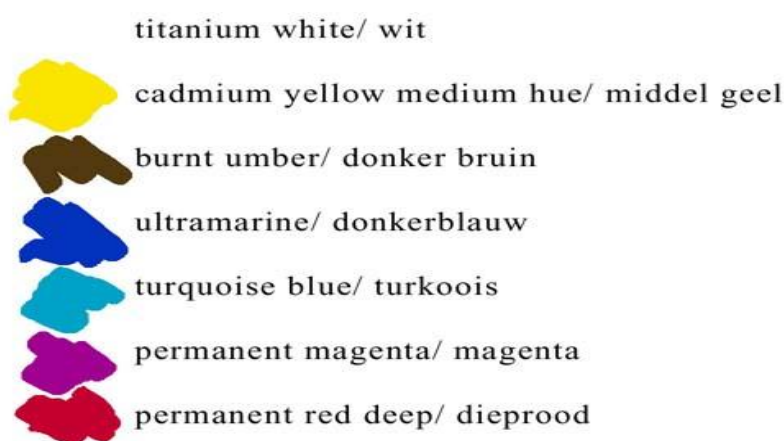 titanium white/ wit
cadmium yellow medium hue/ middel geel
burnt umber/ donker bruin
ultramarine/ donkerblauw
turquoise blue/ turkoois
permanent magenta/ magenta
permanent red deep/ dieprood